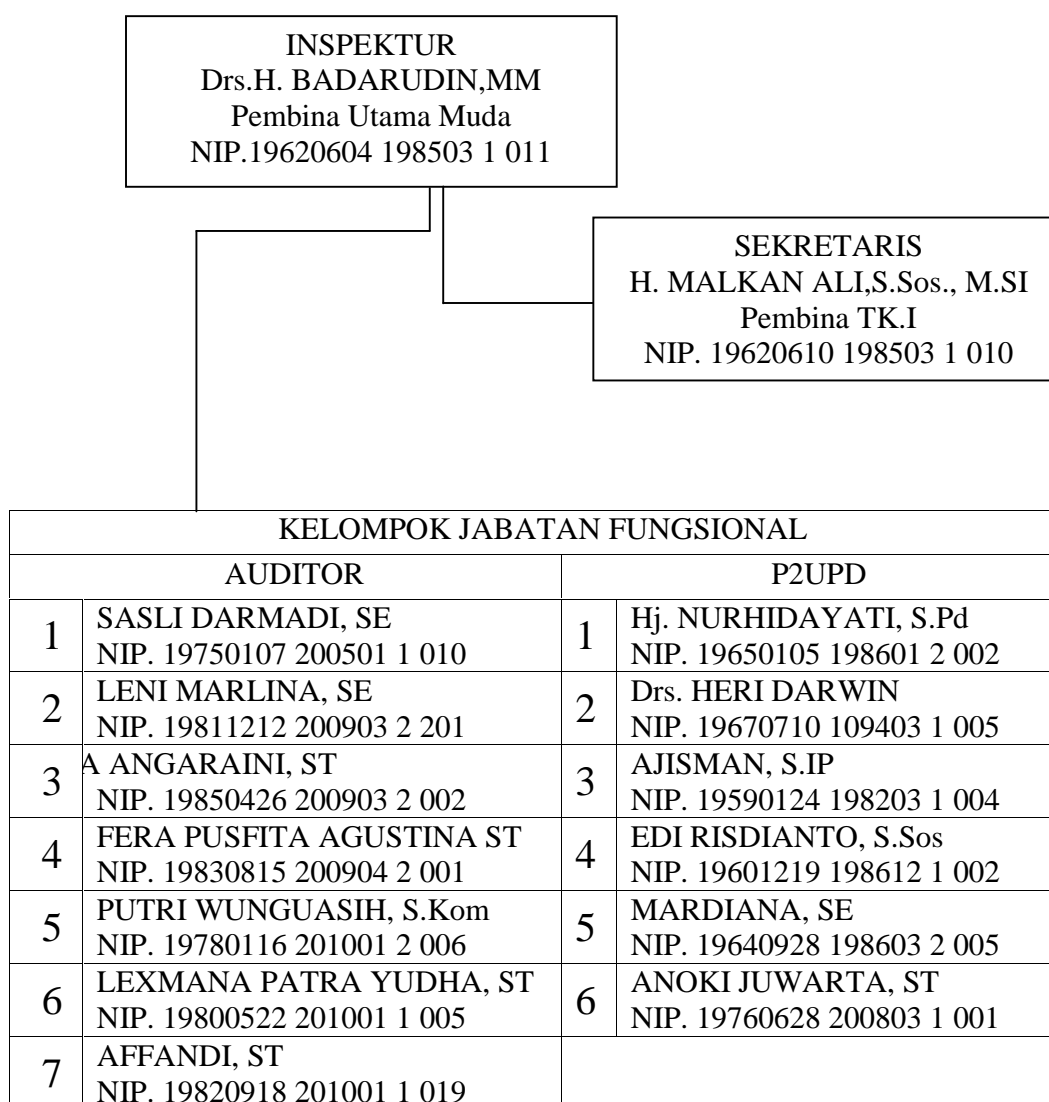 INSPEKTUR
Drs.H. BADARUDIN,MM
Pembina Utama Muda
NIP.19620604 198503 1 011
SEKRETARIS
H. MALKAN ALI,S.Sos., M.SI
Pembina TK.I
NIP. 19620610 198503 1 010
KELOMPOK JABATAN FUNGSIONAL
AUDITOR
P2UPD
1
SASLI DARMADI, SE
NIP. 19750107 200501 1 010
1
Hj. NURHIDAYATI, S.Pd
NIP. 19650105 198601 2 002
2
LENI MARLINA, SE
NIP. 19811212 200903 2 201
2
Drs. HERI DARWIN
NIP. 19670710 109403 1 005
3
A ANGARAINI, ST
NIP. 19850426 200903 2 002
3
AJISMAN, S.IP
NIP. 19590124 198203 1 004
4
FERA PUSFITA AGUSTINA ST
NIP. 19830815 200904 2 001
4
EDI RISDIANTO, S.Sos
NIP. 19601219 198612 1 002
5
PUTRI WUNGUASIH, S.Kom
NIP. 19780116 201001 2 006
5
MARDIANA, SE
NIP. 19640928 198603 2 005
6
LEXMANA PATRA YUDHA, ST
NIP. 19800522 201001 1 005
6
ANOKI JUWARTA, ST
NIP. 19760628 200803 1 001
7
AFFANDI, ST
NIP. 19820918 201001 1 019